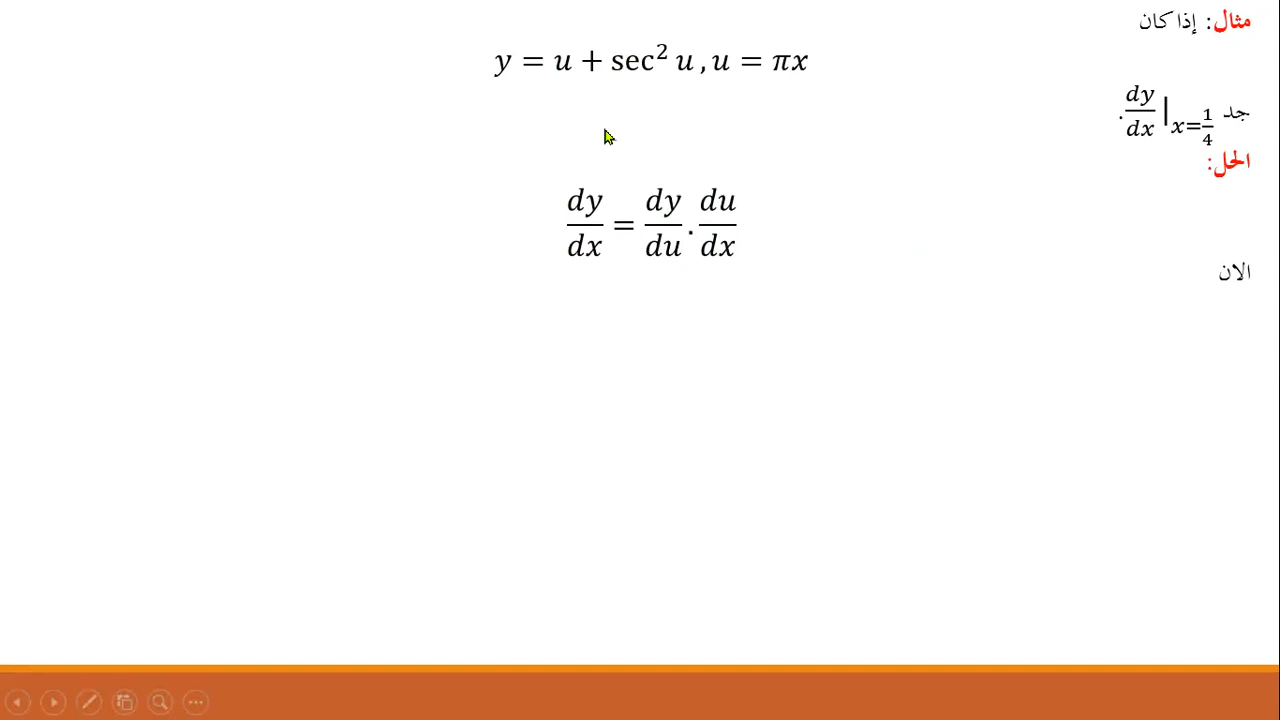 مثال: إذا كان
y = u + sec² u , u = πx
جد dy/dx |ₓ₌₁/₄.
الحل:
dy/dx = dy/du . du/dx
الان